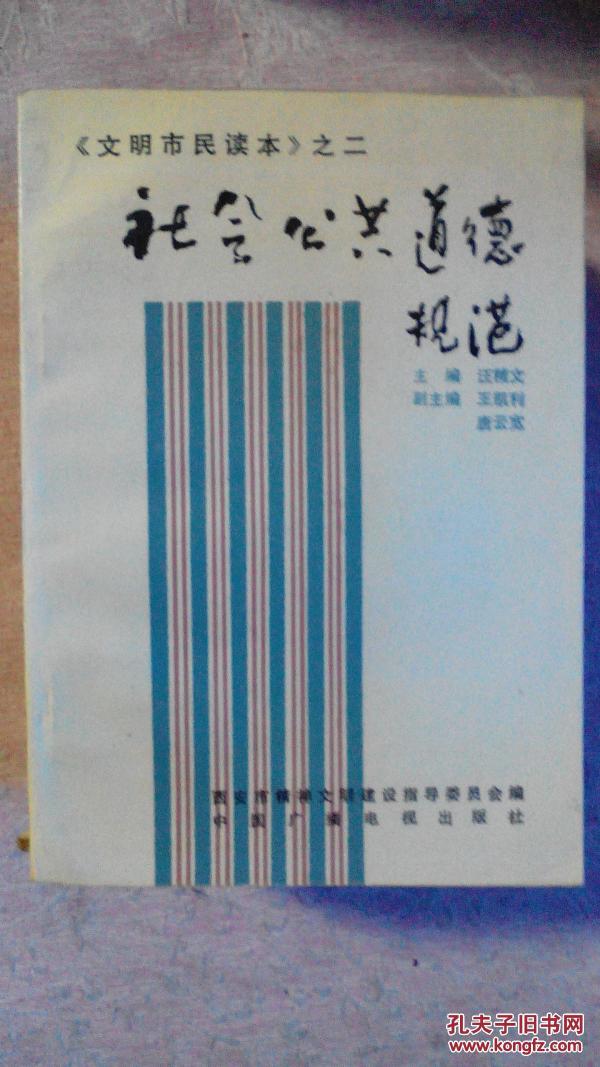 《文明市民读本》之二
社会公共道德
规范
主编 汪精文
副主编 王银利
唐云宽
西安市精神文明建设指导委员会编
中国广播电视出版社
孔夫子旧书网
www.kongfz.com